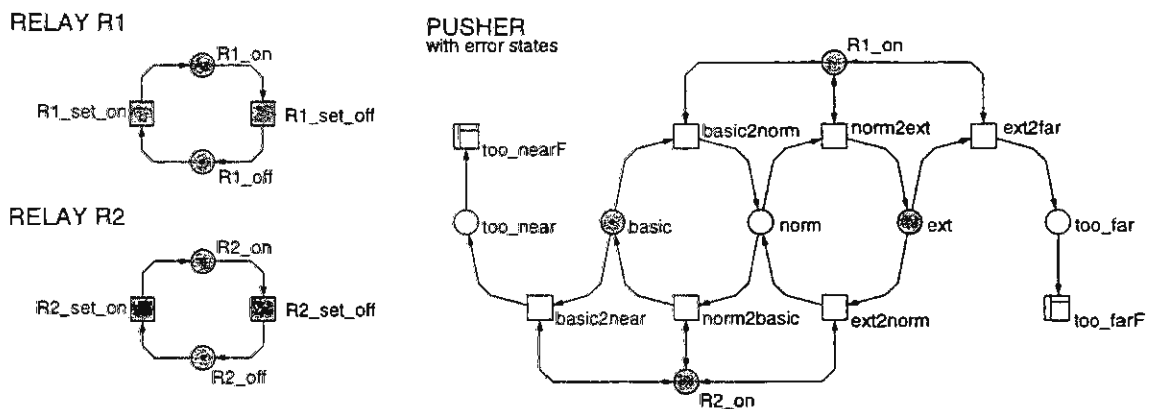 RELAY R1
R1_on
R1_set_on
R1_set_off
R1_off
RELAY R2
R2_on
R2_set_on
R2_set_off
R2_off
PUSHER
with error states
R1_on
too_nearF
basic2norm
norm2ext
ext2far
too_near
basic
norm
ext
too_far
basic2near
norm2basic
ext2norm
too_farF
R2_on